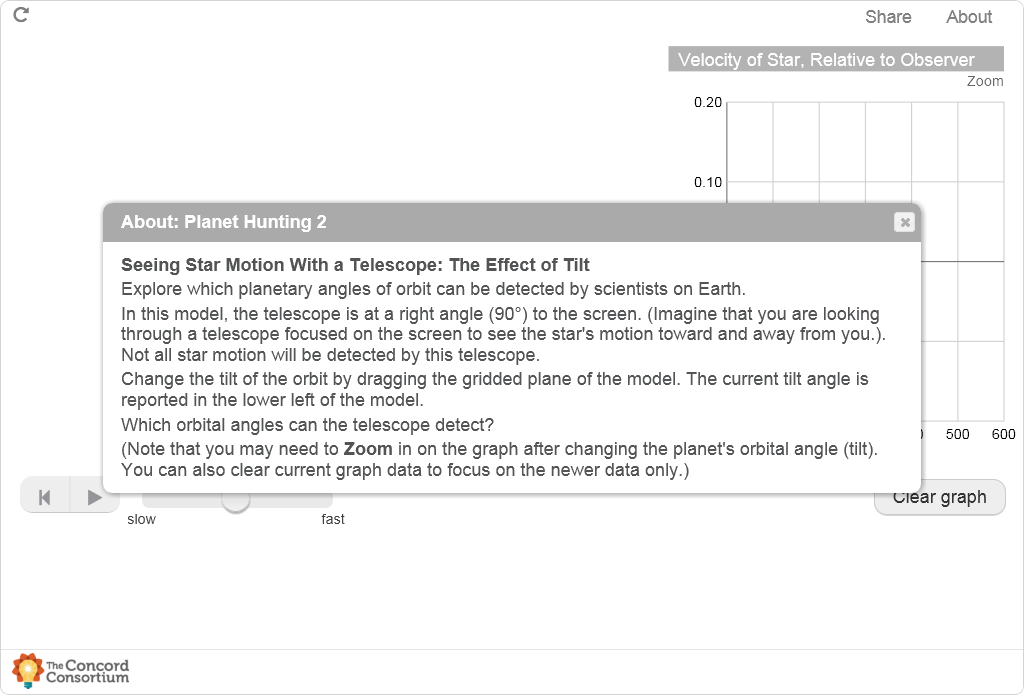 Share About
Velocity of Star, Relative to Observer
Zoom
0.20
0.10
About: Planet Hunting 2
Seeing Star Motion With a Telescope: The Effect of Tilt
Explore which planetary angles of orbit can be detected by scientists on Earth.
In this model, the telescope is at a right angle (90°) to the screen. (Imagine that you are looking
through a telescope focused on the screen to see the star's motion toward and away from you.).
Not all star motion will be detected by this telescope.
Change the tilt of the orbit by dragging the gridded plane of the model. The current tilt angle is
reported in the lower left of the model.
Which orbital angles can the telescope detect?
(Note that you may need to Zoom in on the graph after changing the planet's orbital angle (tilt).
You can also clear current graph data to focus on the newer data only.)
500 600
Clear graph
slow fast
The Concord
Consortium